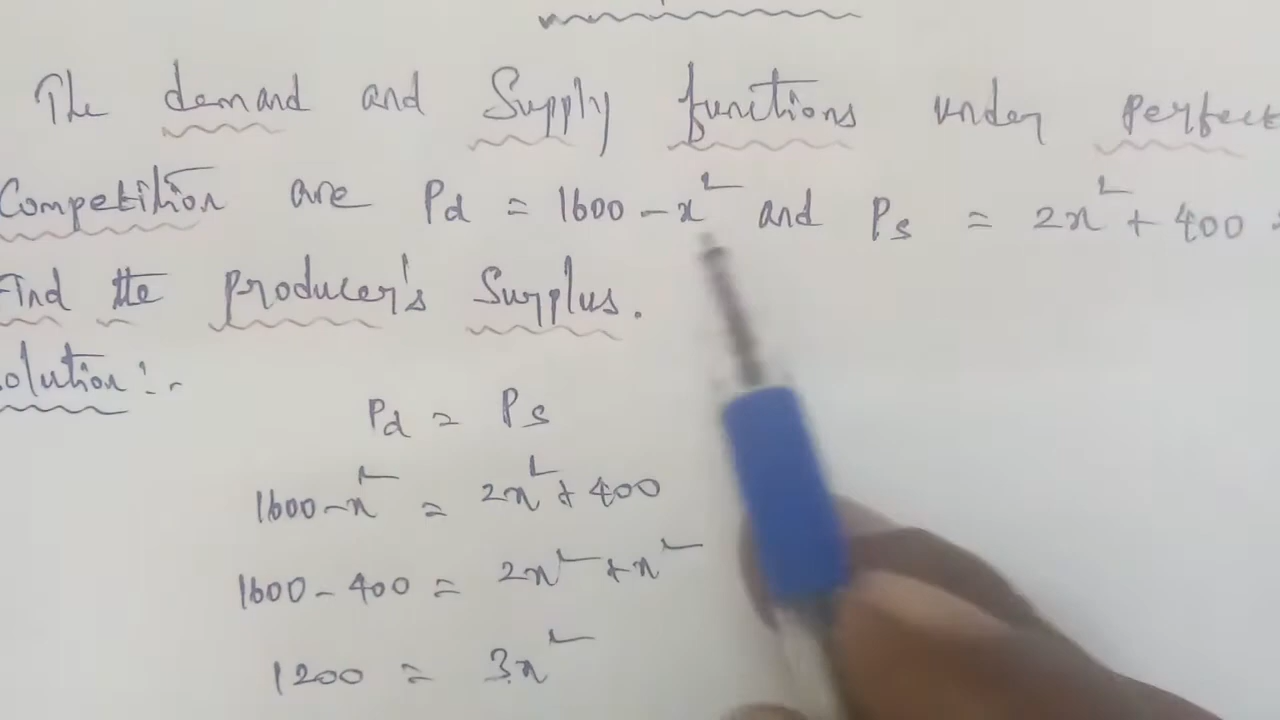 The demand and Supply functions under perfect
Competition are Pd = 1600 - x² and Ps = 2x² + 400.
Find the producer's Surplus.
olution:-
Pd = Ps
1600 - x² = 2x² + 400
1600 - 400 = 2x² + x²
1200 = 3x²